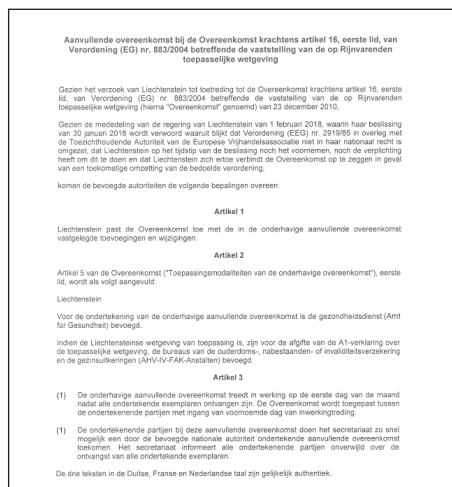 Aanvullende overeenkomst bij de Overeenkomst krachtens artikel 16, eerste lid, van
Verordening (EG) nr. 883/2004 betreffende de vaststelling van de op Rijnvarenden
toepasselijke wetgeving
Gezien het verzoek van Liechtenstein tot toetreding tot de Overeenkomst krachtens artikel 16, eerste
lid, van Verordening (EG) nr. 883/2004 betreffende de vaststelling van de op Rijnvarenden
toepasselijke wetgeving (hierna "Overeenkomst" genoemd) van 23 december 2010,
Gezien de mededeling van de regering van Liechtenstein van 1 februari 2018, waarin haar beslissing
van 30 januari 2018 wordt verwoord waaruit blijkt dat Verordening (EEG) nr. 2919/85 in overleg met
de Toezichthoudende Autoriteit van de Europese Vrijhandelsassociatie niet in haar nationaal recht is
omgezet, dat Liechtenstein op het tijdstip van de beslissing noch het voornemen, noch de verplichting
heeft om dit te doen en dat Liechtenstein zich ertoe verbindt de Overeenkomst op te zeggen in geval
van een toekomstige omzetting van de bedoelde verordening,
komen de bevoegde autoriteiten de volgende bepalingen overeen:
Artikel 1
Liechtenstein past de Overeenkomst toe met de in de onderhavige aanvullende overeenkomst
vastgelegde toevoegingen en wijzigingen.
Artikel 2
Artikel 5 van de Overeenkomst ("Toepassingsmodaliteiten van de onderhavige overeenkomst"), eerste
lid, wordt als volgt aangevuld:
Liechtenstein
Voor de ondertekening van de onderhavige aanvullende overeenkomst is de gezondheidsdienst (Amt
für Gesundheit) bevoegd.
Indien de Liechtensteinse wetgeving van toepassing is, zijn voor de afgifte van de A1-verklaring over
de toepasselijke wetgeving, de bureaus van de ouderdoms-, nabestaanden- of invaliditeitsverzekering
en de gezinsuitkeringen (AHV-IV-FAK-Anstalten) bevoegd.
Artikel 3
(1) De onderhavige aanvullende overeenkomst treedt in werking op de eerste dag van de maand
nadat alle ondertekende exemplaren ontvangen zijn. De Overeenkomst wordt toegepast tussen
de ondertekenende partijen met ingang van voornoemde dag van inwerkingtreding.
(1) De ondertekenende partijen bij deze aanvullende overeenkomst doen het secretariaat zo snel
mogelijk een door de bevoegde nationale autoriteit ondertekende aanvullende overeenkomst
toekomen. Het secretariaat informeert alle ondertekenende partijen onverwijld over de
ontvangst van alle ondertekende exemplaren.
De drie teksten in de Duitse, Franse en Nederlandse taal zijn gelijkelijk authentiek.